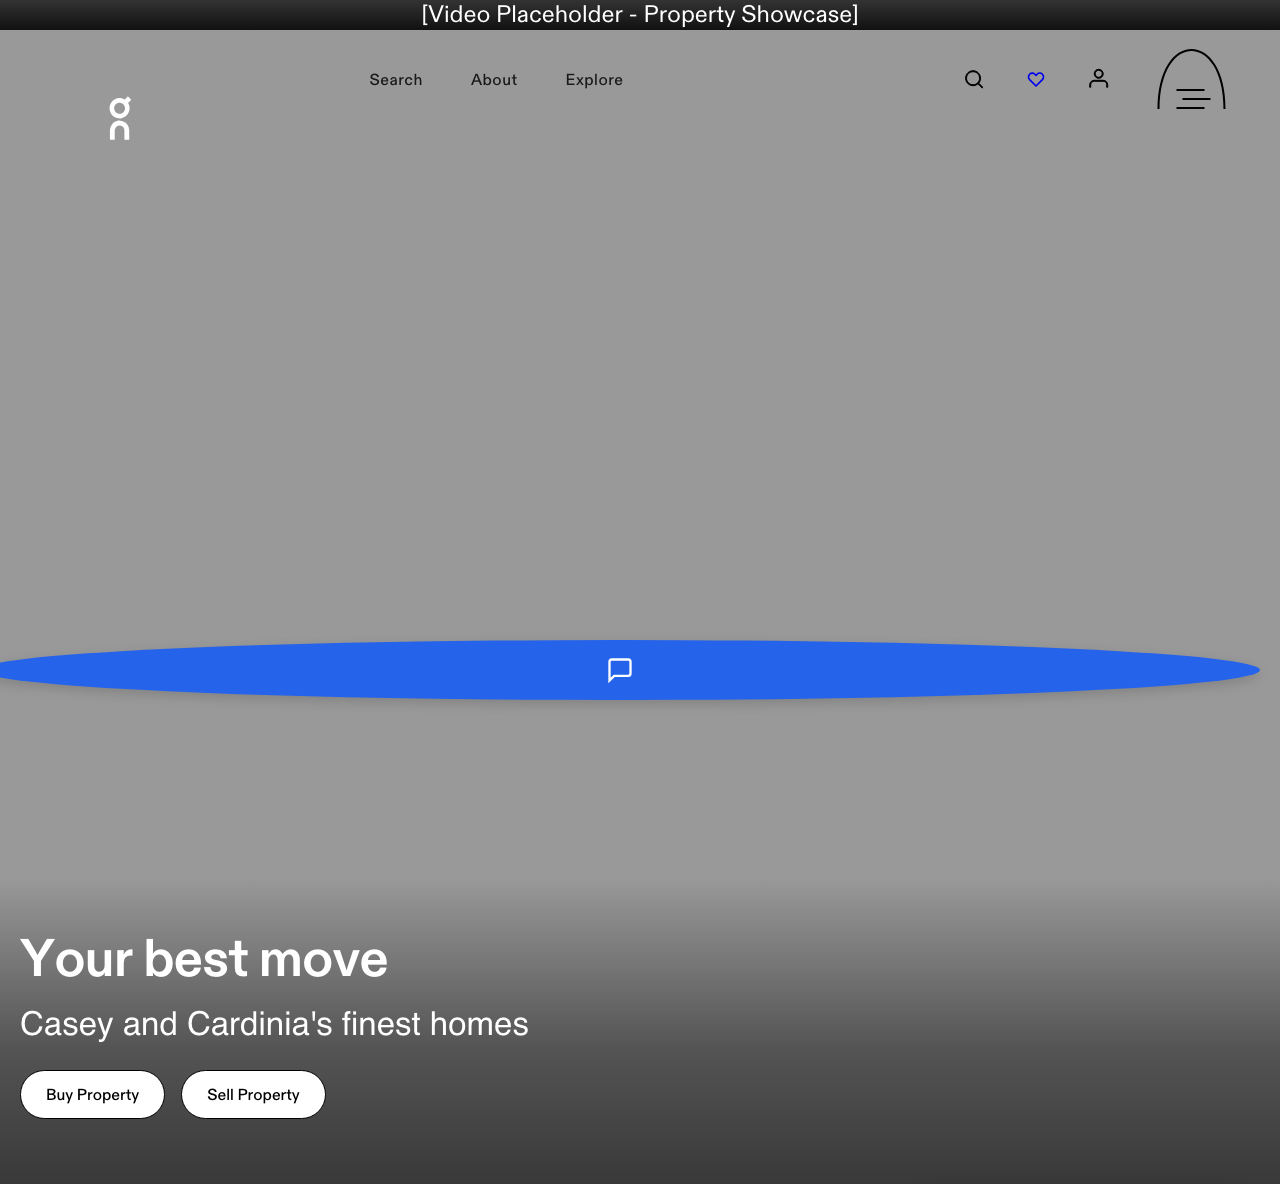 [Video Placeholder - Property Showcase]
Search About Explore
Your best move
Casey and Cardinia's finest homes
Buy Property Sell Property